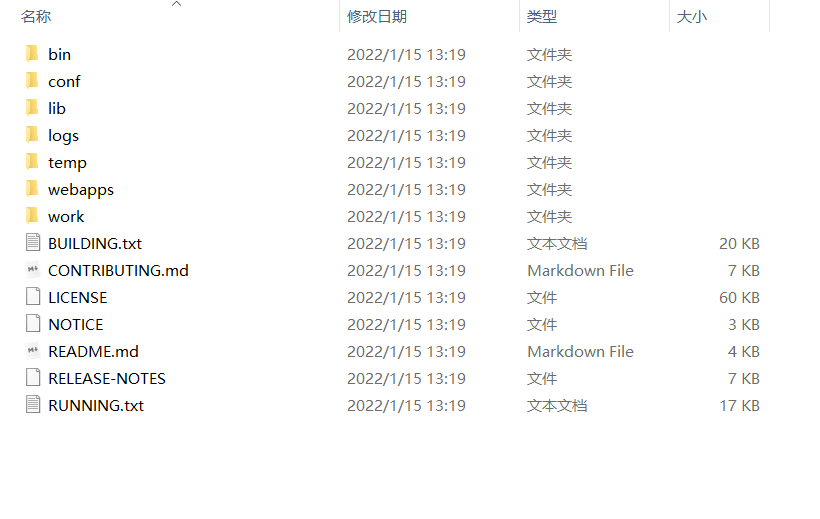 名称 修改日期 类型 大小
bin 2022/1/15 13:19 文件夹
conf 2022/1/15 13:19 文件夹
lib 2022/1/15 13:19 文件夹
logs 2022/1/15 13:19 文件夹
temp 2022/1/15 13:19 文件夹
webapps 2022/1/15 13:19 文件夹
work 2022/1/15 13:19 文件夹
BUILDING.txt 2022/1/15 13:19 文本文档 20 KB
CONTRIBUTING.md 2022/1/15 13:19 Markdown File 7 KB
LICENSE 2022/1/15 13:19 文件 60 KB
NOTICE 2022/1/15 13:19 文件 3 KB
README.md 2022/1/15 13:19 Markdown File 4 KB
RELEASE-NOTES 2022/1/15 13:19 文件 7 KB
RUNNING.txt 2022/1/15 13:19 文本文档 17 KB